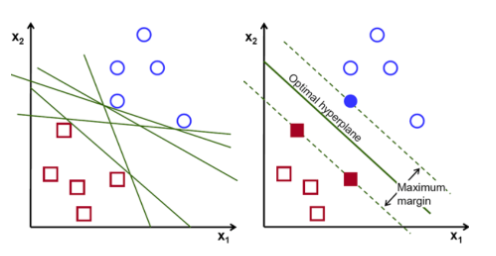 x2
x1
x2
Optimal hyperplane
Maximum
margin
x1